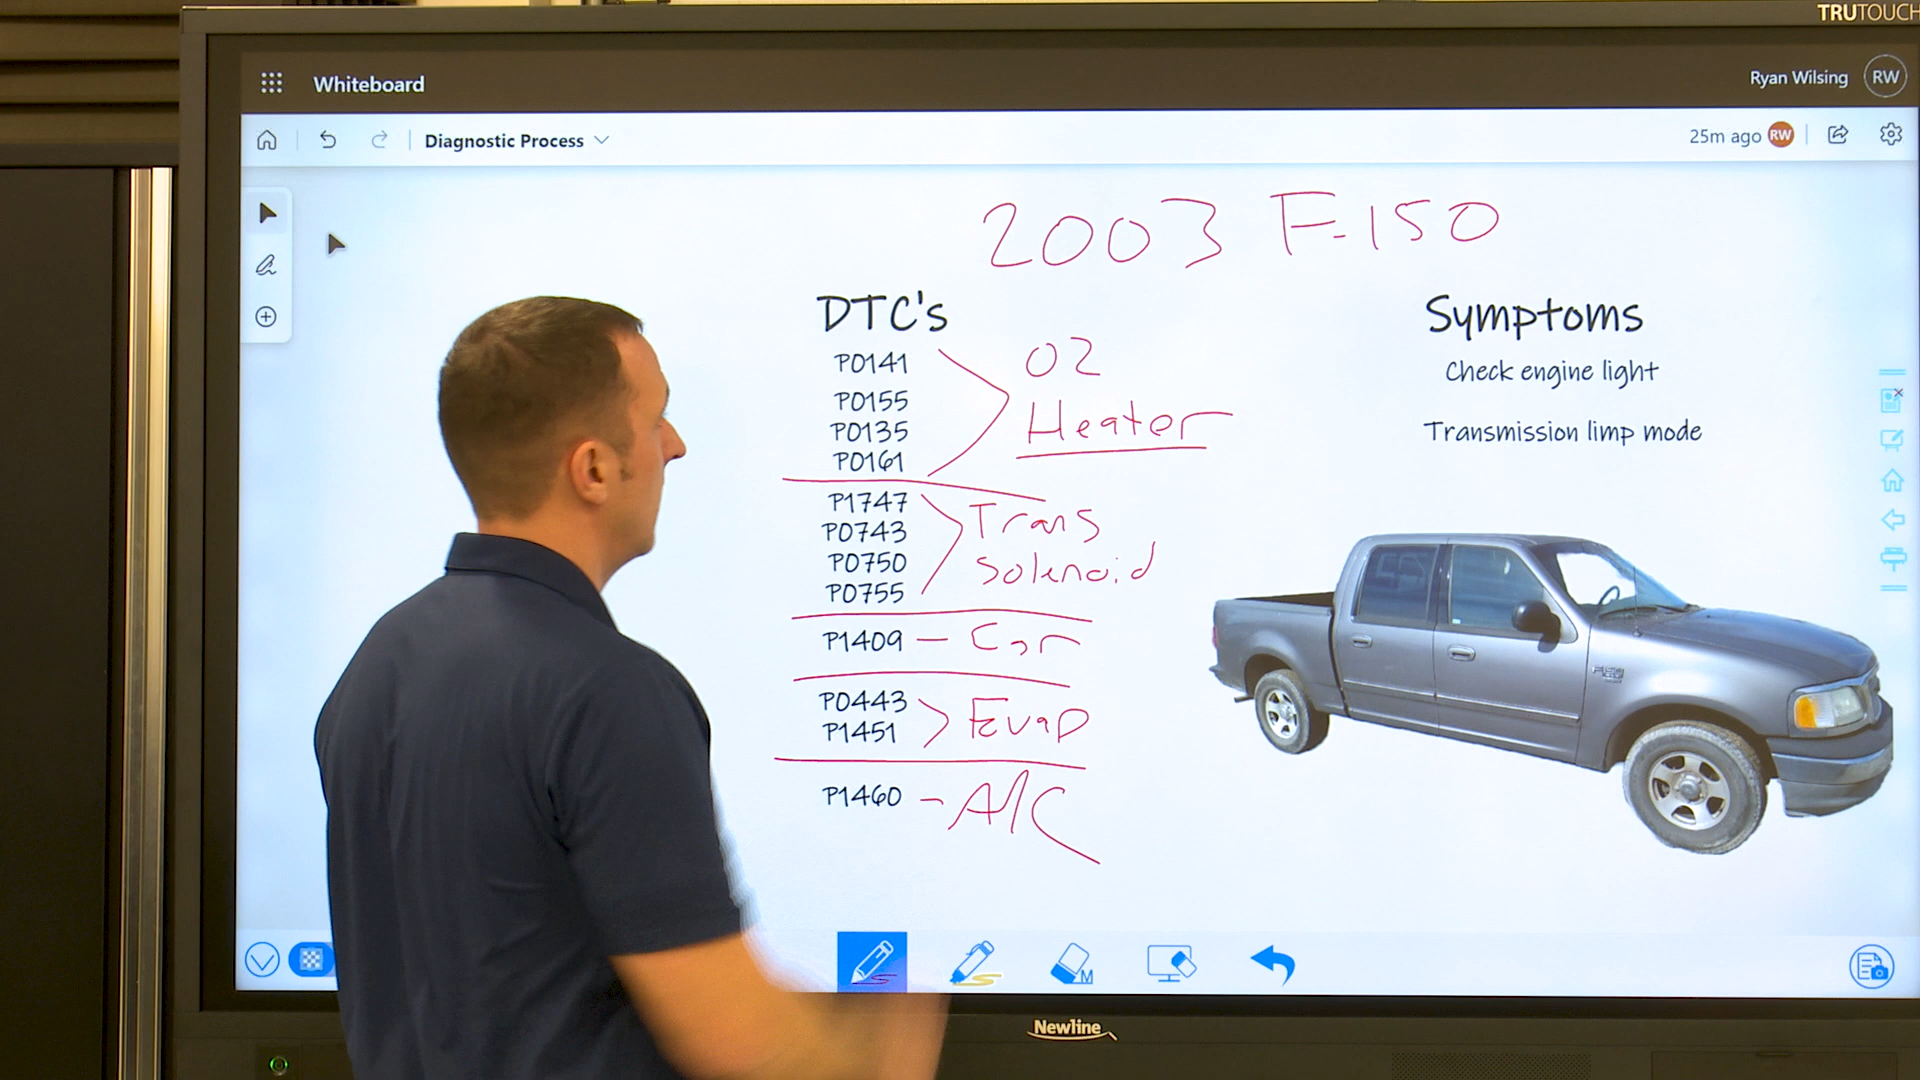 TRUTOUCH
Whiteboard
Ryan Wilsing
RW
Diagnostic Process
25m ago
RW
2003 F-150
DTC's
P0141
P0155
P0135
P0161
O2
Heater
P1747
P0743
P0750
P0755
Trans
Solenoid
P1409 - Egr
P0443
P1451
Evap
P1460 - A/C
Symptoms
Check engine light
Transmission limp mode
F150
M
Newline